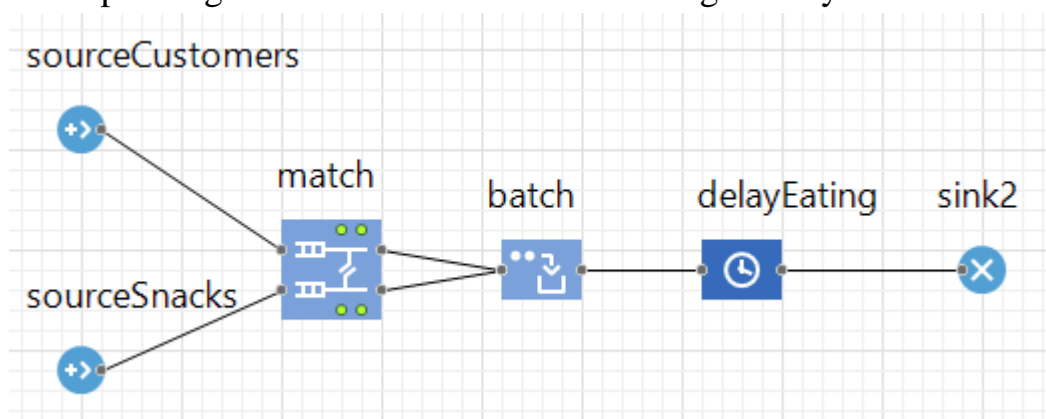 sourceCustomers
match
batch
delayEating
sink2
sourceSnacks